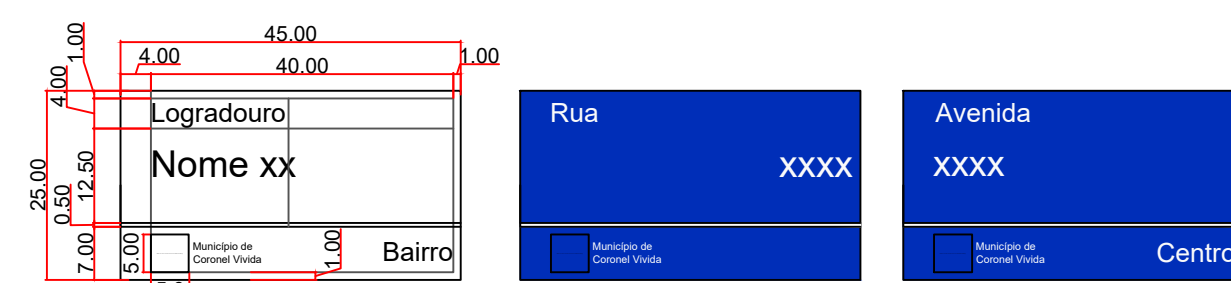 45.00
4.00
1.00
40.00
1.00
4.00
Logradouro
Nome xx
25.00
12.50
0.50
7.00
5.00
Município de
Coronel Vivida
1.00
Bairro
Rua
xxxx
Município de
Coronel Vivida
Avenida
xxxx
Município de
Coronel Vivida
Centro